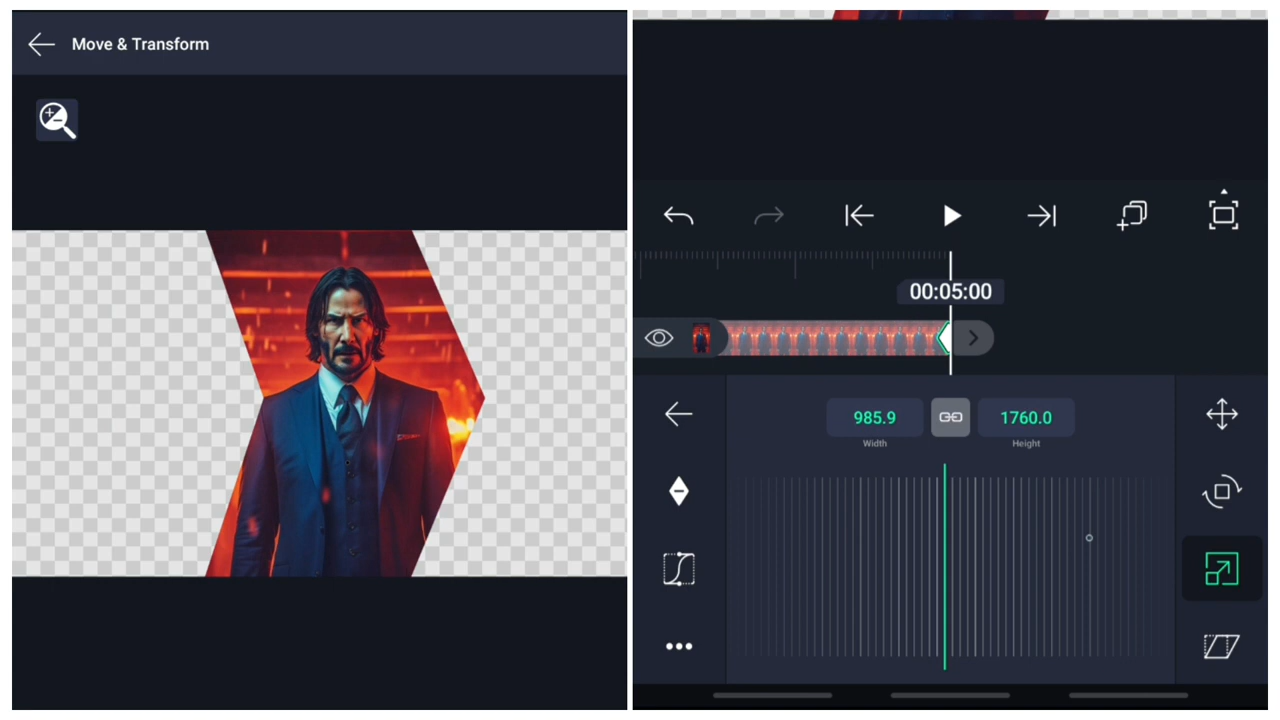 Move & Transform
00:05:00
985.9
1760.0
Width
Height